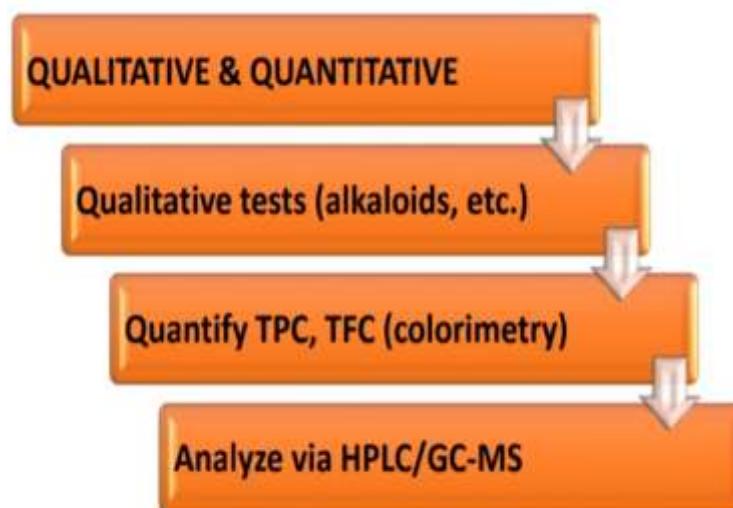 QUALITATIVE & QUANTITATIVE
Qualitative tests (alkaloids, etc.)
Quantify TPC, TFC (colorimetry)
Analyze via HPLC/GC-MS